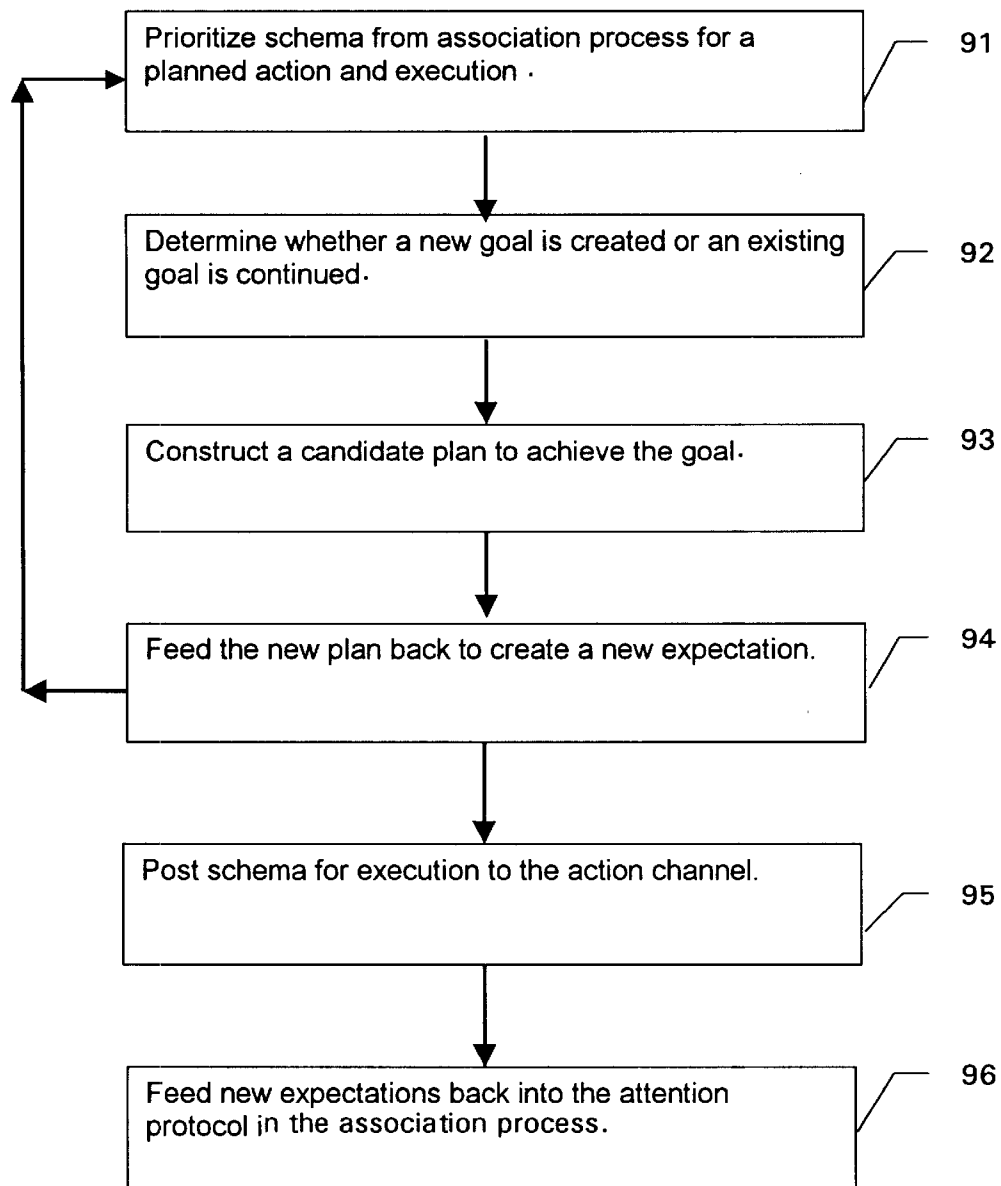 Prioritize schema from association process for a
planned action and execution .
91
Determine whether a new goal is created or an existing
goal is continued.
92
Construct a candidate plan to achieve the goal.
93
Feed the new plan back to create a new expectation.
94
Post schema for execution to the action channel.
95
Feed new expectations back into the attention
protocol in the association process.
96